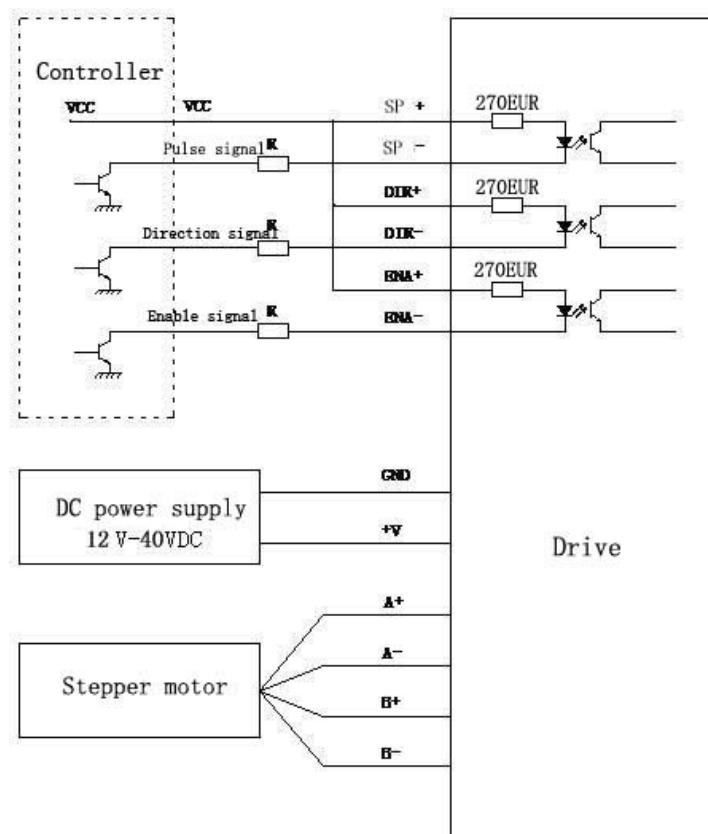 Controller
VCC
VCC
SP +
270EUR
Pulse signal
R
SP -
DIR+
270EUR
Direction signal
R
DIR-
ENA+
270EUR
Enable signal
R
ENA-
GND
DC power supply
12 V-40VDC
+V
Drive
A+
A-
Stepper motor
B+
B-